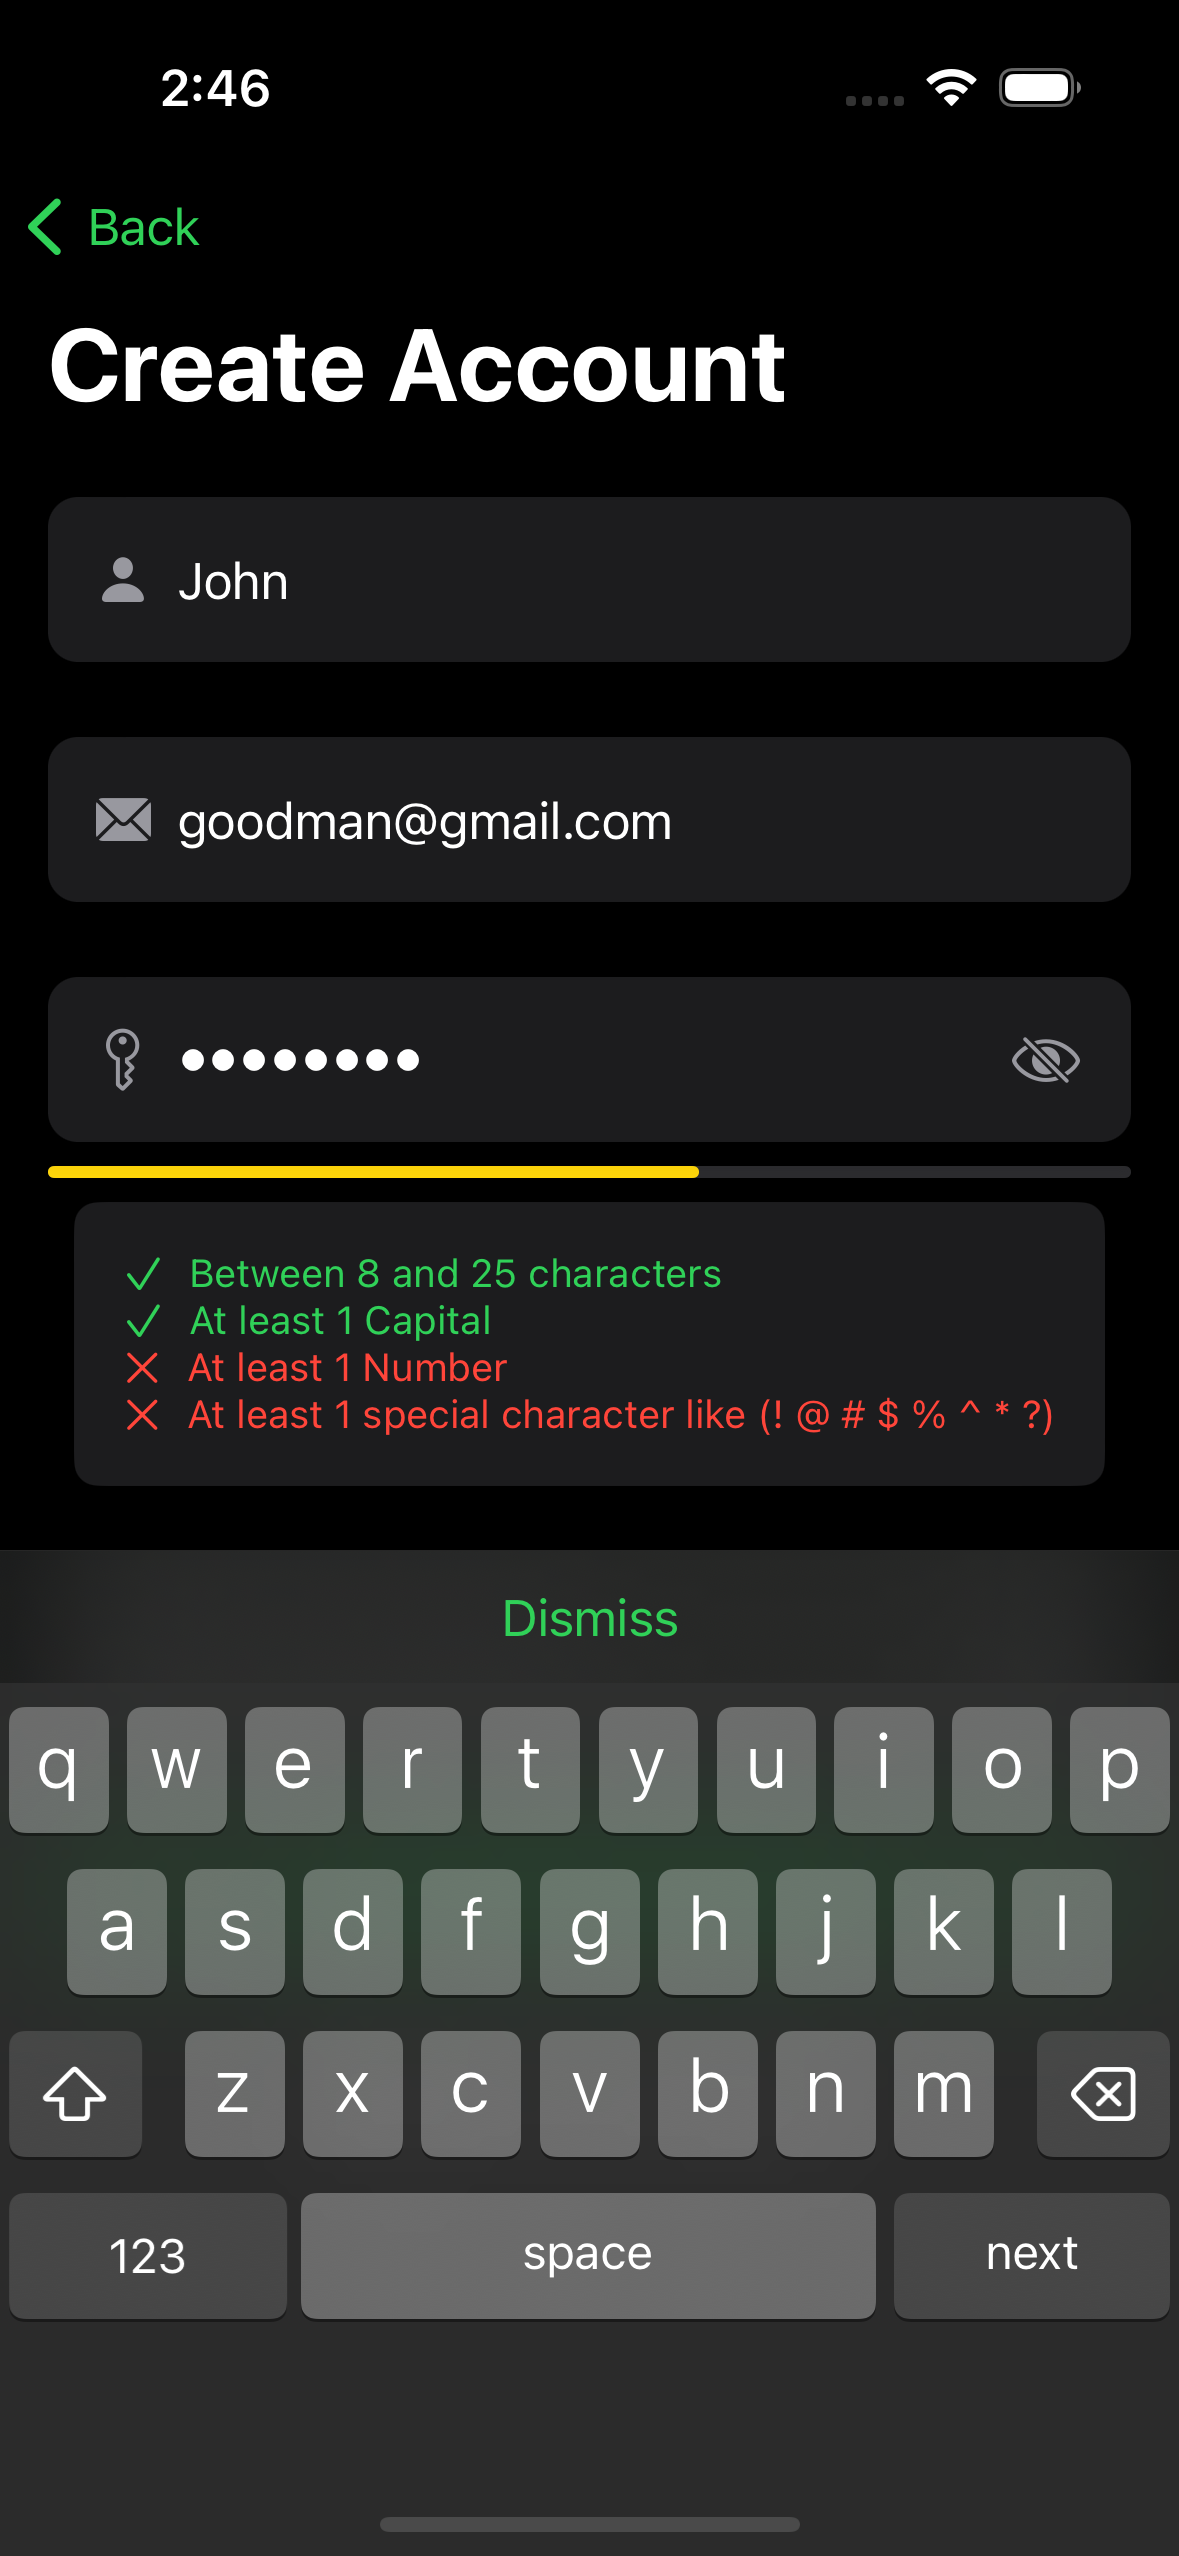 2:46
Back
Create Account
John
goodman@gmail.com
••••••••
Between 8 and 25 characters
At least 1 Capital
At least 1 Number
At least 1 special character like (! @ # $ % ^ * ?)
Dismiss
q w e r t y u i o p
a s d f g h j k l
z x c v b n m
123 space next